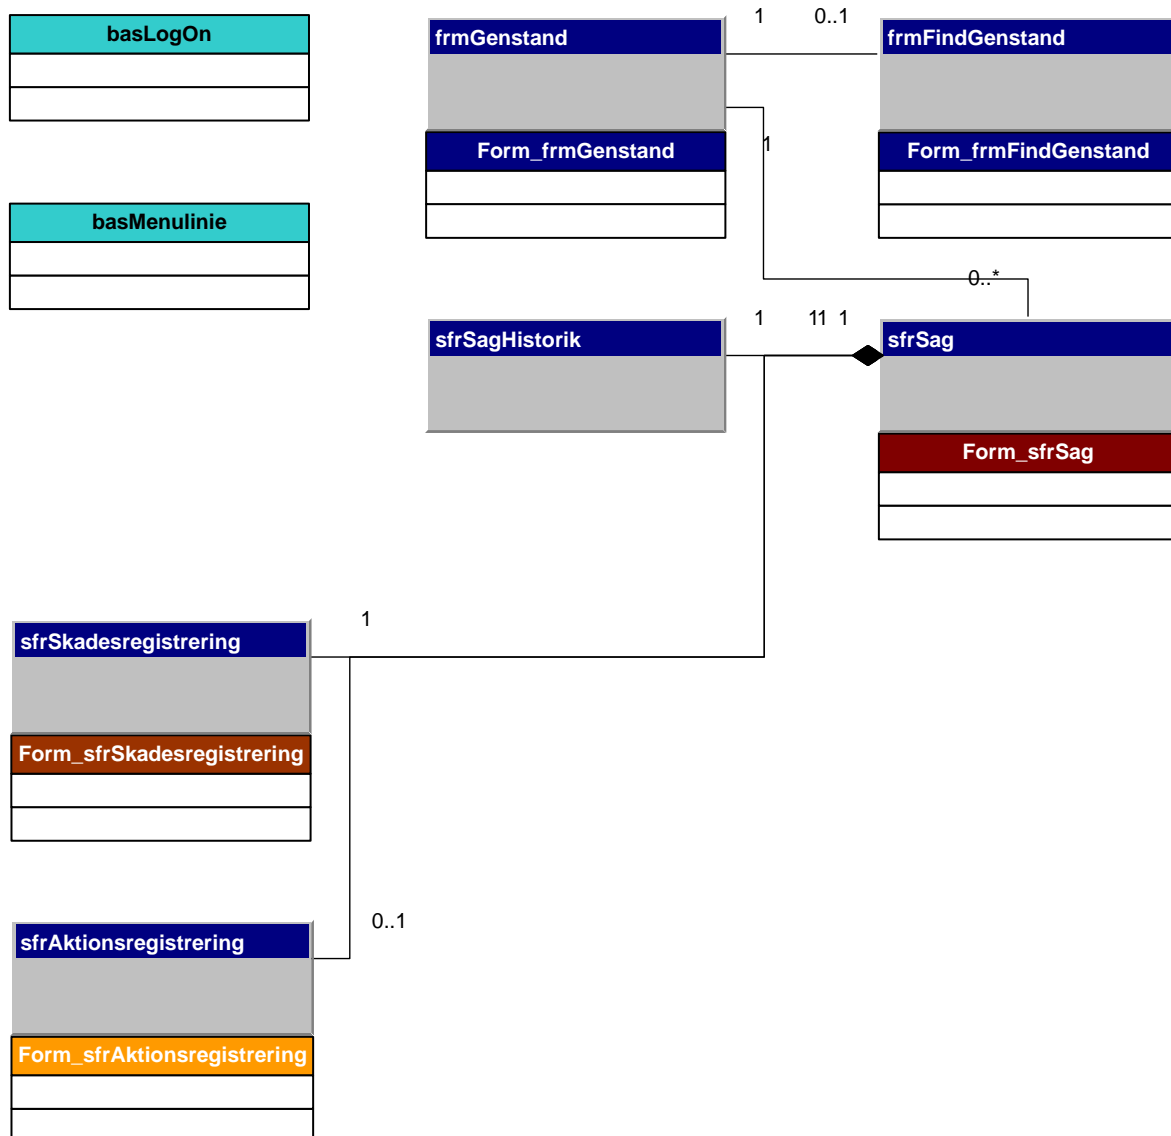 basLogOn
frmGenstand
1
0..1
frmFindGenstand
Form_frmGenstand
1
Form_frmFindGenstand
basMenulinie
0..*
sfrSagHistorik
1
11 1
sfrSag
Form_sfrSag
sfrSkadesregistrering
1
Form_sfrSkadesregistrering
sfrAktionsregistrering
0..1
Form_sfrAktionsregistrering